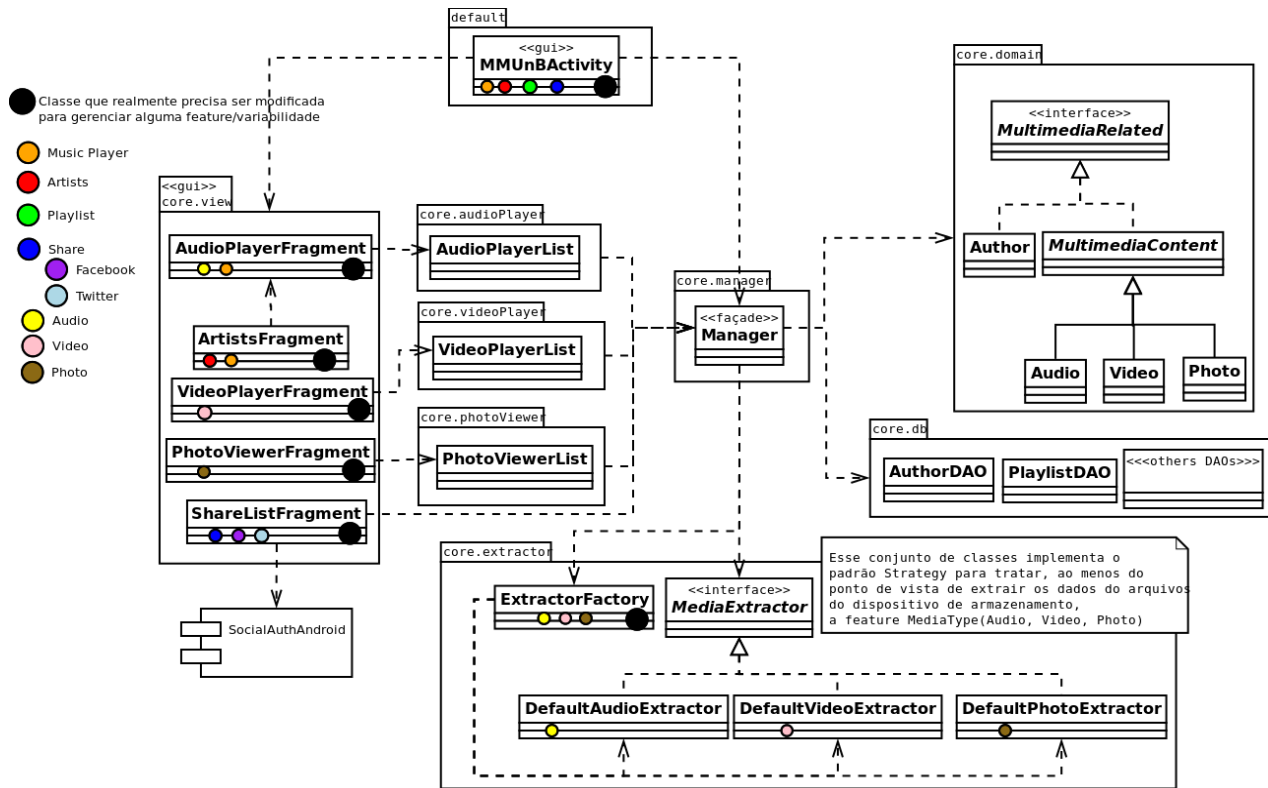 default
<<gui>>
MMUnBActivity
Classe que realmente precisa ser modificada
para gerenciar alguma feature/variabilidade
Music Player
Artists
Playlist
Share
Facebook
Twitter
Audio
Video
Photo
<<gui>>
core.view
AudioPlayerFragment
ArtistsFragment
VideoPlayerFragment
PhotoViewerFragment
ShareListFragment
SocialAuthAndroid
core.audioPlayer
AudioPlayerList
core.videoPlayer
VideoPlayerList
core.photoViewer
PhotoViewerList
core.manager
<<façade>>
Manager
core.domain
<<interface>>
MultimediaRelated
Author
MultimediaContent
Audio
Video
Photo
core.db
AuthorDAO
PlaylistDAO
<<<others DAOs>>>
core.extractor
ExtractorFactory
<<interface>>
MediaExtractor
Esse conjunto de classes implementa o
padrão Strategy para tratar, ao menos do
ponto de vista de extrair os dados do arquivos
do dispositivo de armazenamento,
a feature MediaType(Audio, Video, Photo)
DefaultAudioExtractor
DefaultVideoExtractor
DefaultPhotoExtractor